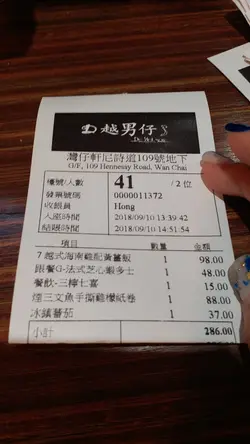 越男仔
灣仔軒尼詩道109號地下
G/F, 109 Hennessy Road, Wan Chai
檯號/人數 41 / 2 位
發票號碼 0000011372
收銀員 Hong
入座時間 2018/09/10 13:39:42
結賬時間 2018/09/10 14:51:54
項目 數量 金額
7越式海南雞配黃薑飯 1 98.00
跟餐G-法式芝心蝦多士 1 48.00
餐飲-三檸七喜 1 15.00
煙三文魚手撕雞檬紙卷 1 88.00
冰鎮蕃茄 1 37.00
小計 286.00